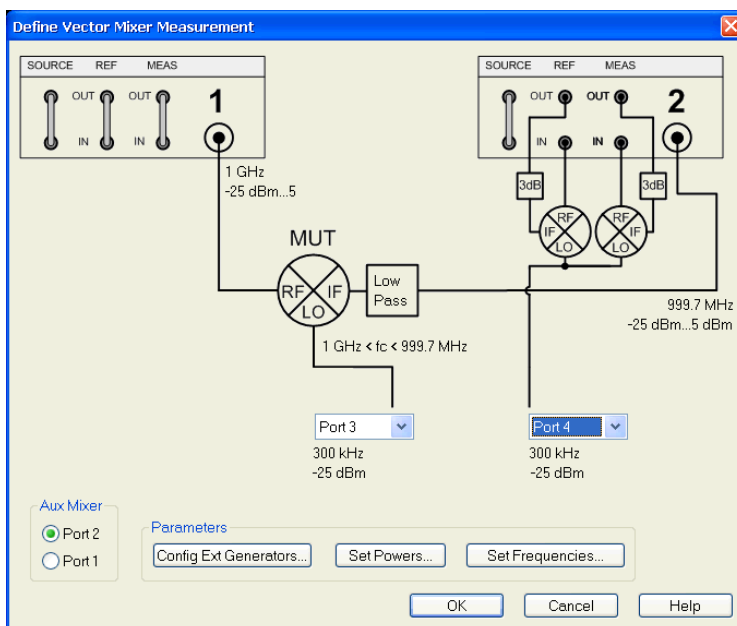 Define Vector Mixer Measurement
SOURCE REF MEAS
OUT OUT 1
IN IN
1 GHz
-25 dBm...5
SOURCE REF MEAS
OUT OUT 2
IN IN
3dB 3dB
RF IF LO
RF IF LO
MUT
RF IF LO
Low
Pass
999.7 MHz
-25 dBm...5 dBm
1 GHz < fc < 999.7 MHz
Port 3
300 kHz
-25 dBm
Port 4
300 kHz
-25 dBm
Aux Mixer
Port 2
Port 1
Parameters
Config Ext Generators... Set Powers... Set Frequencies...
OK Cancel Help